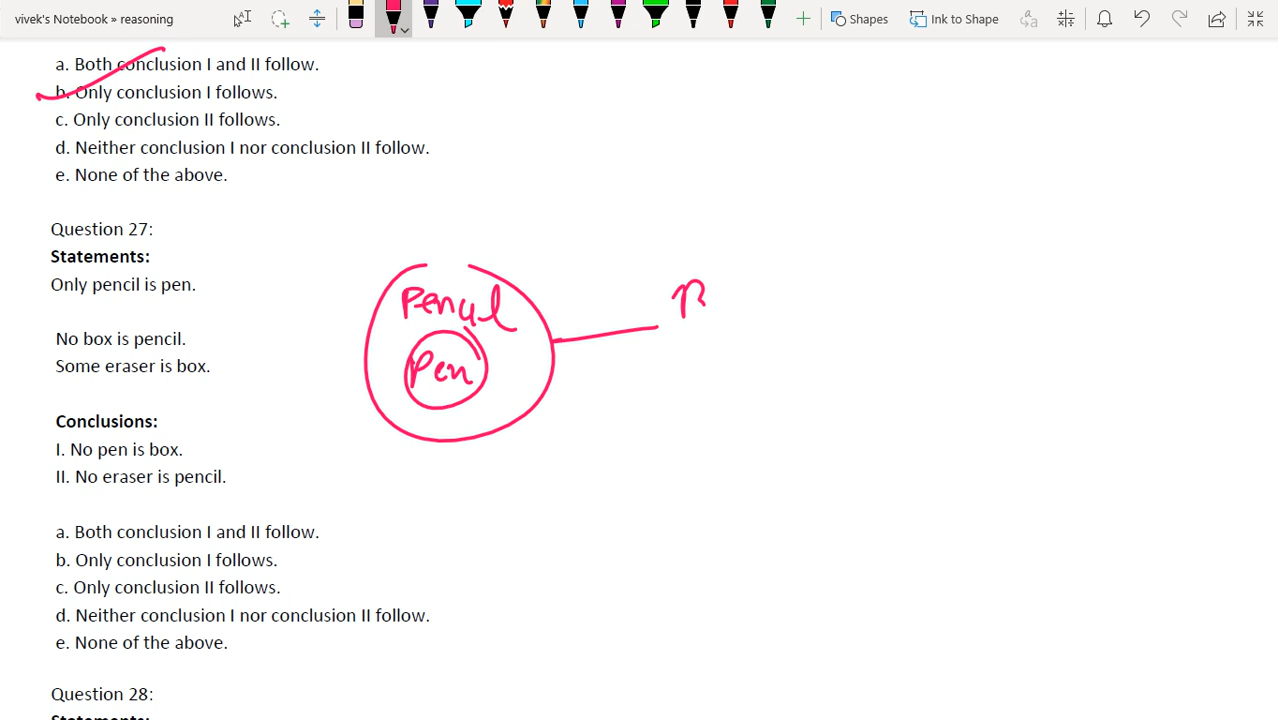 vivek's Notebook » reasoning
Shapes
Ink to Shape
a. Both conclusion I and II follow.
b. Only conclusion I follows.
c. Only conclusion II follows.
d. Neither conclusion I nor conclusion II follow.
e. None of the above.
Question 27:
Statements:
Only pencil is pen.
No box is pencil.
Some eraser is box.
Pencil
Pen
Conclusions:
I. No pen is box.
II. No eraser is pencil.
a. Both conclusion I and II follow.
b. Only conclusion I follows.
c. Only conclusion II follows.
d. Neither conclusion I nor conclusion II follow.
e. None of the above.
Question 28:
Statements: